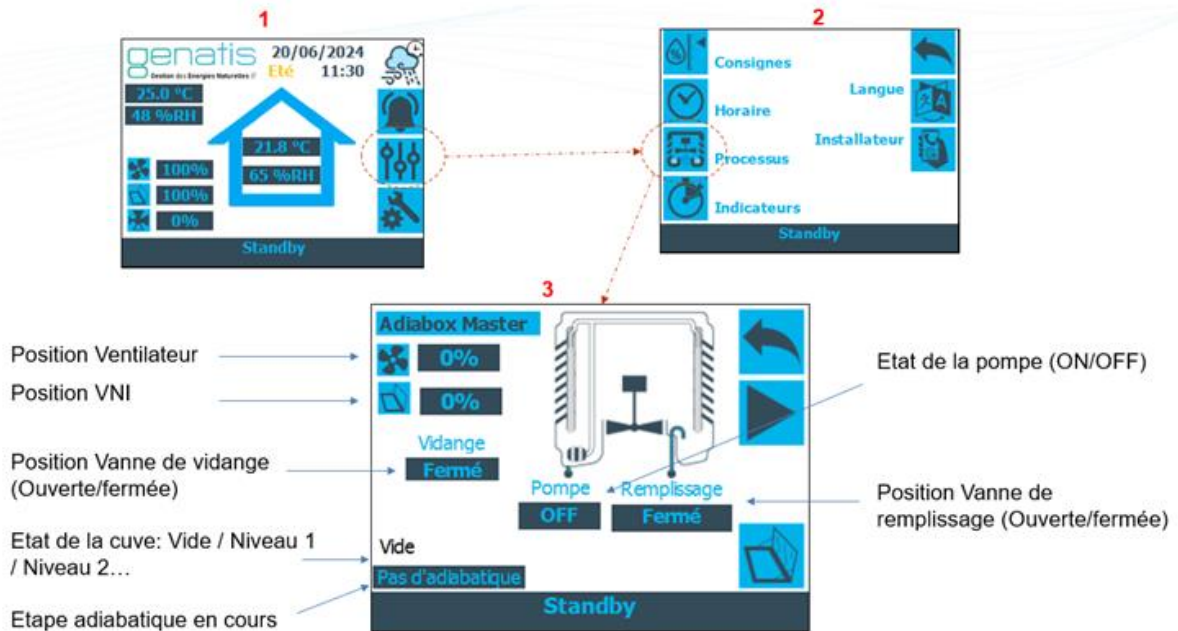 1
genatis
Gestion des Energies Naturelles
20/06/2024
Eté 11:30
25.0 °C
48 %RH
21.8 °C
65 %RH
100%
100%
0%
Standby
2
Consignes
Horaire
Processus
Indicateurs
Langue
Installateur
Standby
3
Adiabox Master
0%
0%
Vidange
Fermé
Pompe
OFF
Remplissage
Fermé
Vide
Pas d'adiabatique
Standby
Position Ventilateur
Position VNI
Position Vanne de vidange
(Ouverte/fermée)
Etat de la cuve: Vide / Niveau 1
/ Niveau 2...
Etape adiabatique en cours
Etat de la pompe (ON/OFF)
Position Vanne de
remplissage (Ouverte/fermée)